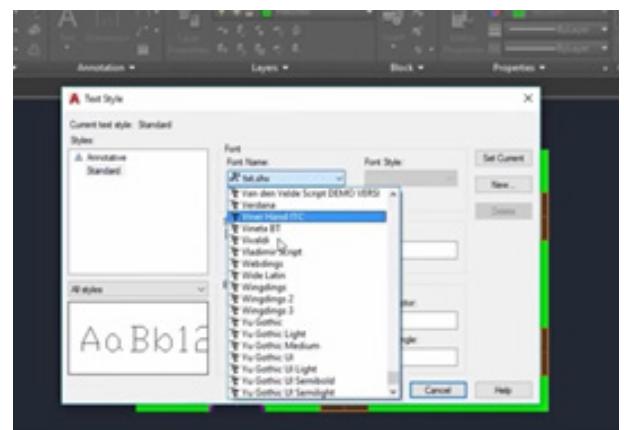 Annotation
Layers
Block
Properties
Text Style
Current text style: Standard
Styles:
Annotative
Standard
Font
Font Name:
Font Style:
txt.shx
Set Current
New...
Delete
Van den Velde Script DEMO VERSI
Verdana
Viner Hand ITC
Vineta BT
Vivaldi
Vladimir Script
Webdings
Wide Latin
Wingdings
Wingdings 2
Wingdings 3
Yu Gothic
Yu Gothic Light
Yu Gothic Medium
Yu Gothic UI
Yu Gothic UI Light
Yu Gothic UI Semibold
Yu Gothic UI Semilight
All styles
AaBb12
Cancel
Help